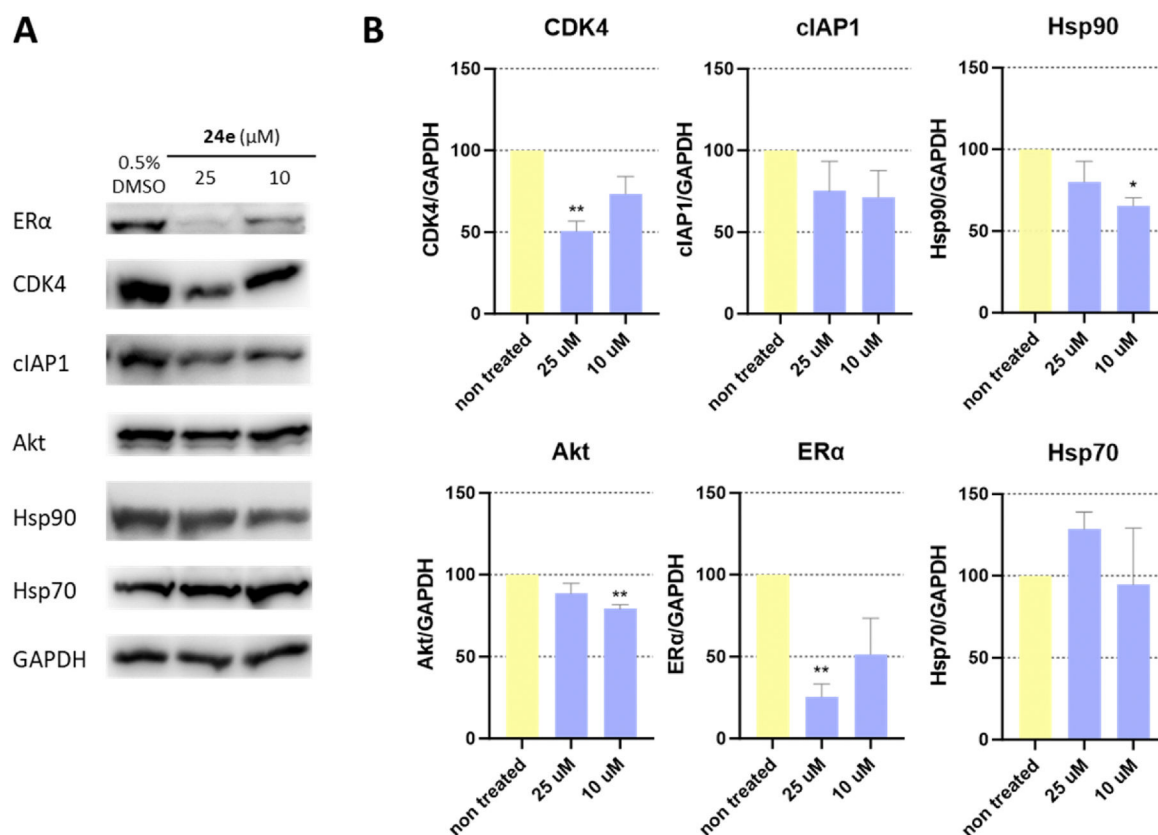 A
24e (µM)
0.5%
DMSO
25
10
ERα
CDK4
cIAP1
Akt
Hsp90
Hsp70
GAPDH
B
CDK4
CDK4/GAPDH
150
100
50
0
**
non treated
25 uM
10 uM
cIAP1
cIAP1/GAPDH
150
100
50
0
non treated
25 uM
10 uM
Hsp90
Hsp90/GAPDH
150
100
50
0
*
non treated
25 uM
10 uM
Akt
Akt/GAPDH
150
100
50
0
**
non treated
25 uM
10 uM
ERα
ERα/GAPDH
150
100
50
0
**
non treated
25 uM
10 uM
Hsp70
Hsp70/GAPDH
150
100
50
0
non treated
25 uM
10 uM